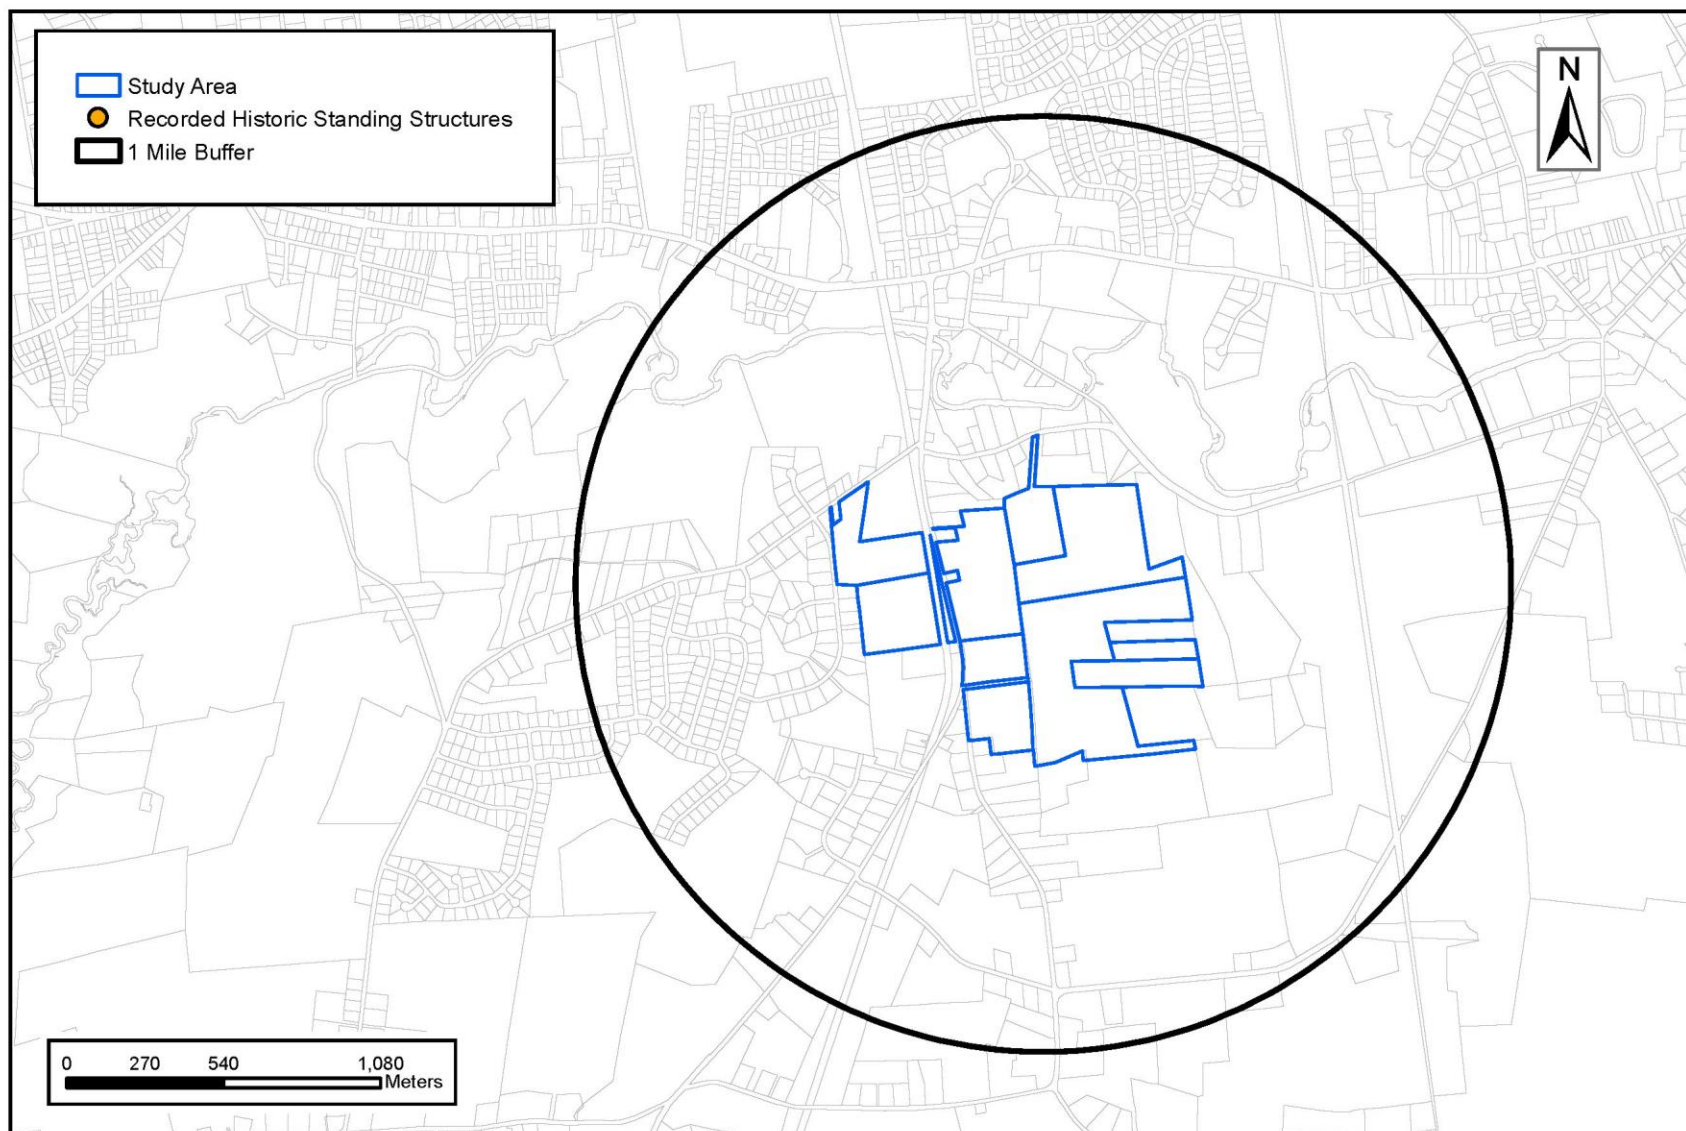 Study Area
Recorded Historic Standing Structures
1 Mile Buffer
N
0 270 540 1,080
Meters